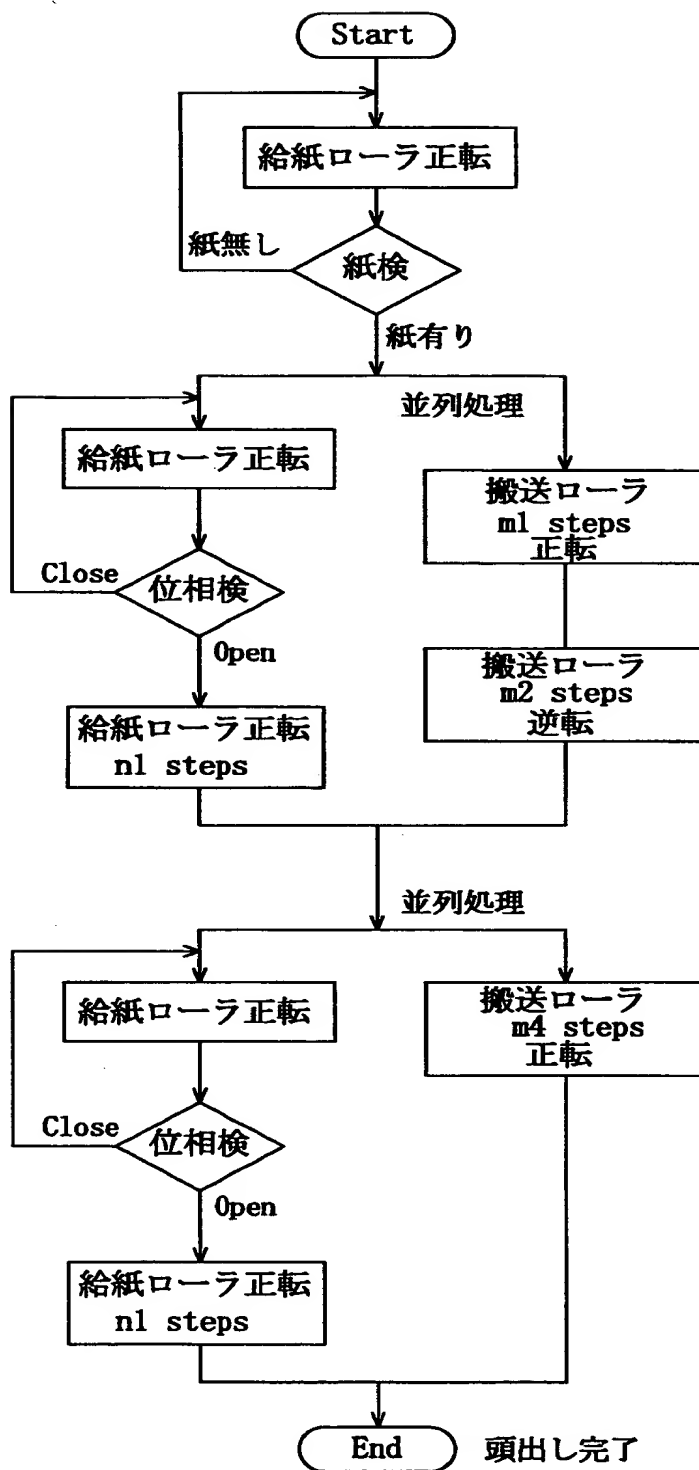 Start
給紙ローラ正転
紙無し
紙検
紙有り
並列処理
給紙ローラ正転
Close
位相検
Open
給紙ローラ正転
n1 steps
搬送ローラ
m1 steps
正転
搬送ローラ
m2 steps
逆転
並列処理
給紙ローラ正転
Close
位相検
Open
給紙ローラ正転
n1 steps
搬送ローラ
m4 steps
正転
End
頭出し完了